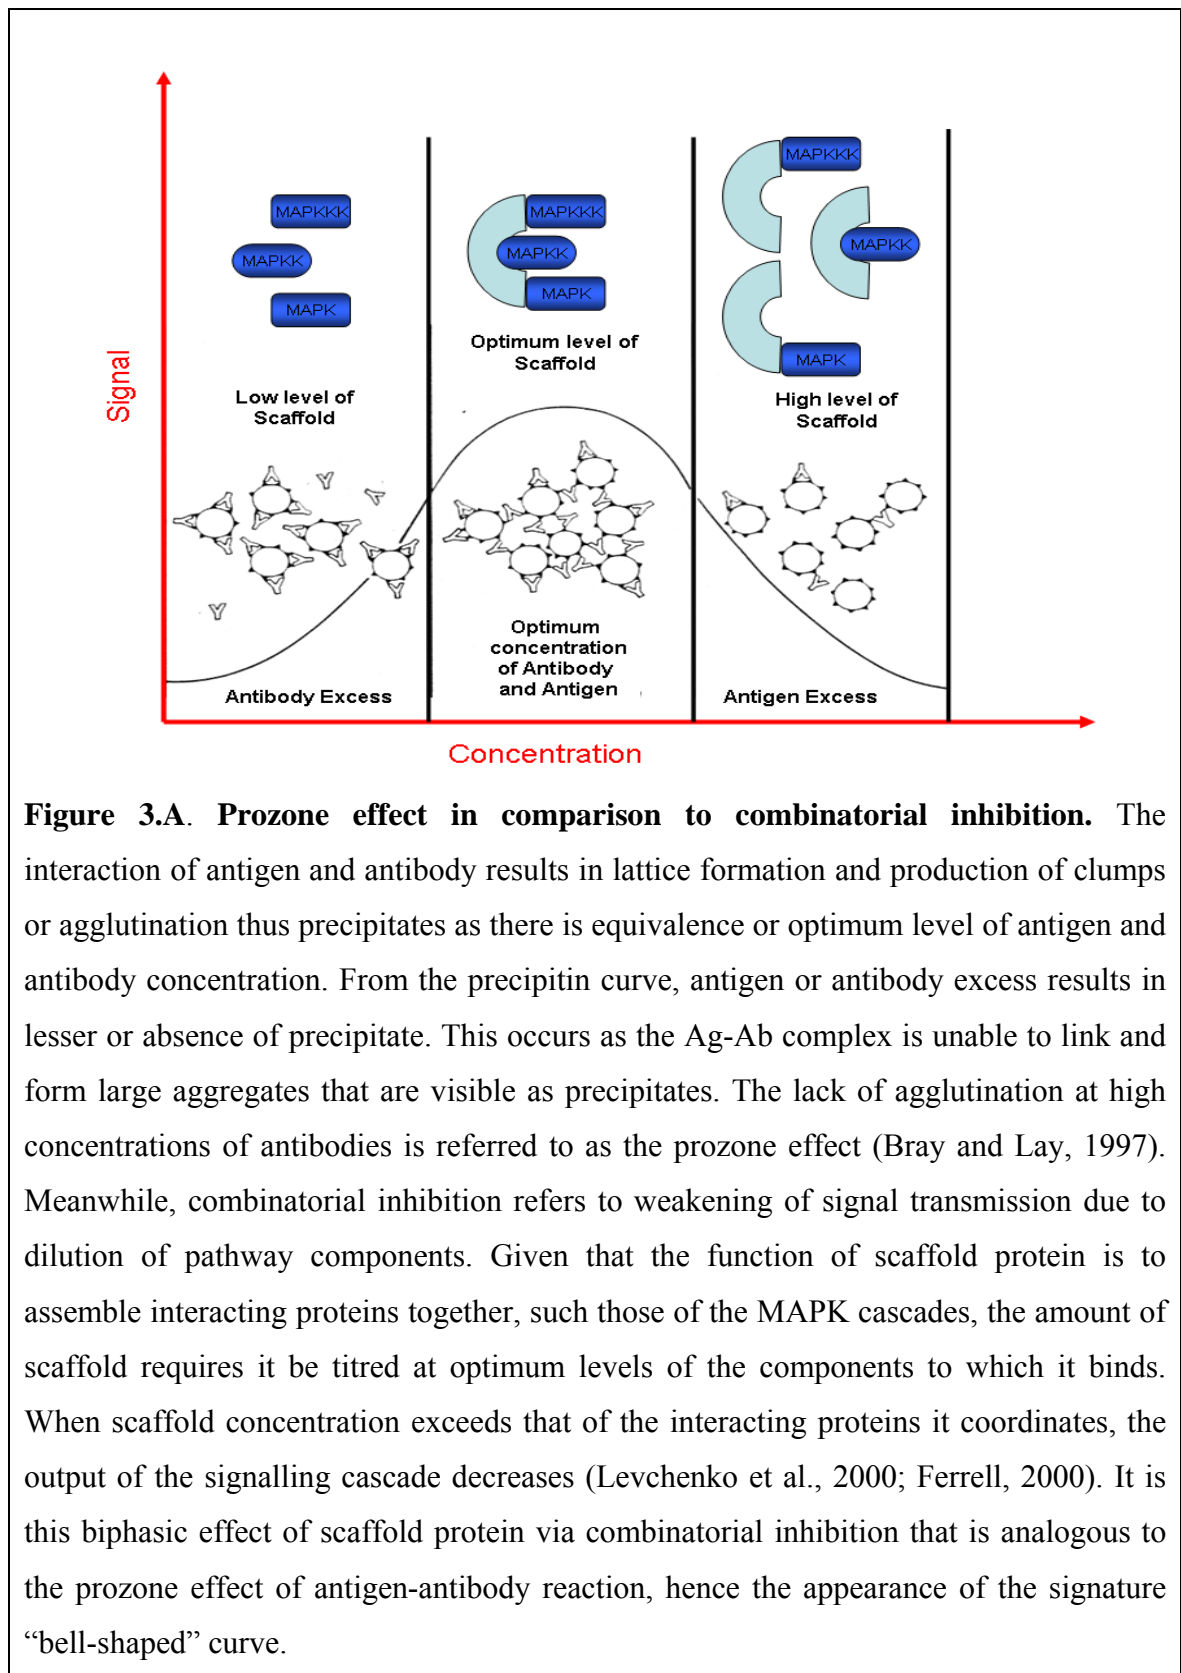 MAPKKK
MAPKK
MAPK
Low level of
Scaffold
MAPKKK
MAPKK
MAPK
Optimum level of
Scaffold
MAPKKK
MAPKK
MAPK
High level of
Scaffold
Signal
Antibody Excess
Optimum
concentration
of Antibody
and Antigen
Antigen Excess
Concentration
Figure 3.A. Prozone effect in comparison to combinatorial inhibition. The
interaction of antigen and antibody results in lattice formation and production of clumps
or agglutination thus precipitates as there is equivalence or optimum level of antigen and
antibody concentration. From the precipitin curve, antigen or antibody excess results in
lesser or absence of precipitate. This occurs as the Ag-Ab complex is unable to link and
form large aggregates that are visible as precipitates. The lack of agglutination at high
concentrations of antibodies is referred to as the prozone effect (Bray and Lay, 1997).
Meanwhile, combinatorial inhibition refers to weakening of signal transmission due to
dilution of pathway components. Given that the function of scaffold protein is to
assemble interacting proteins together, such those of the MAPK cascades, the amount of
scaffold requires it be titred at optimum levels of the components to which it binds.
When scaffold concentration exceeds that of the interacting proteins it coordinates, the
output of the signalling cascade decreases (Levchenko et al., 2000; Ferrell, 2000). It is
this biphasic effect of scaffold protein via combinatorial inhibition that is analogous to
the prozone effect of antigen-antibody reaction, hence the appearance of the signature
“bell-shaped” curve.